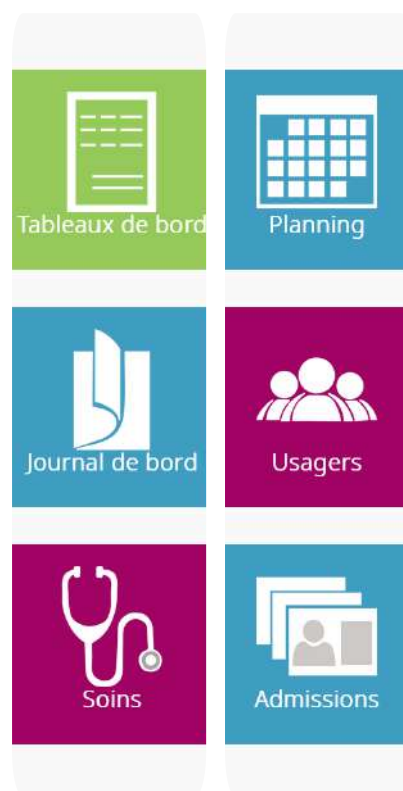 Tableaux de bord
Planning
Journal de bord
Usagers
Soins
Admissions